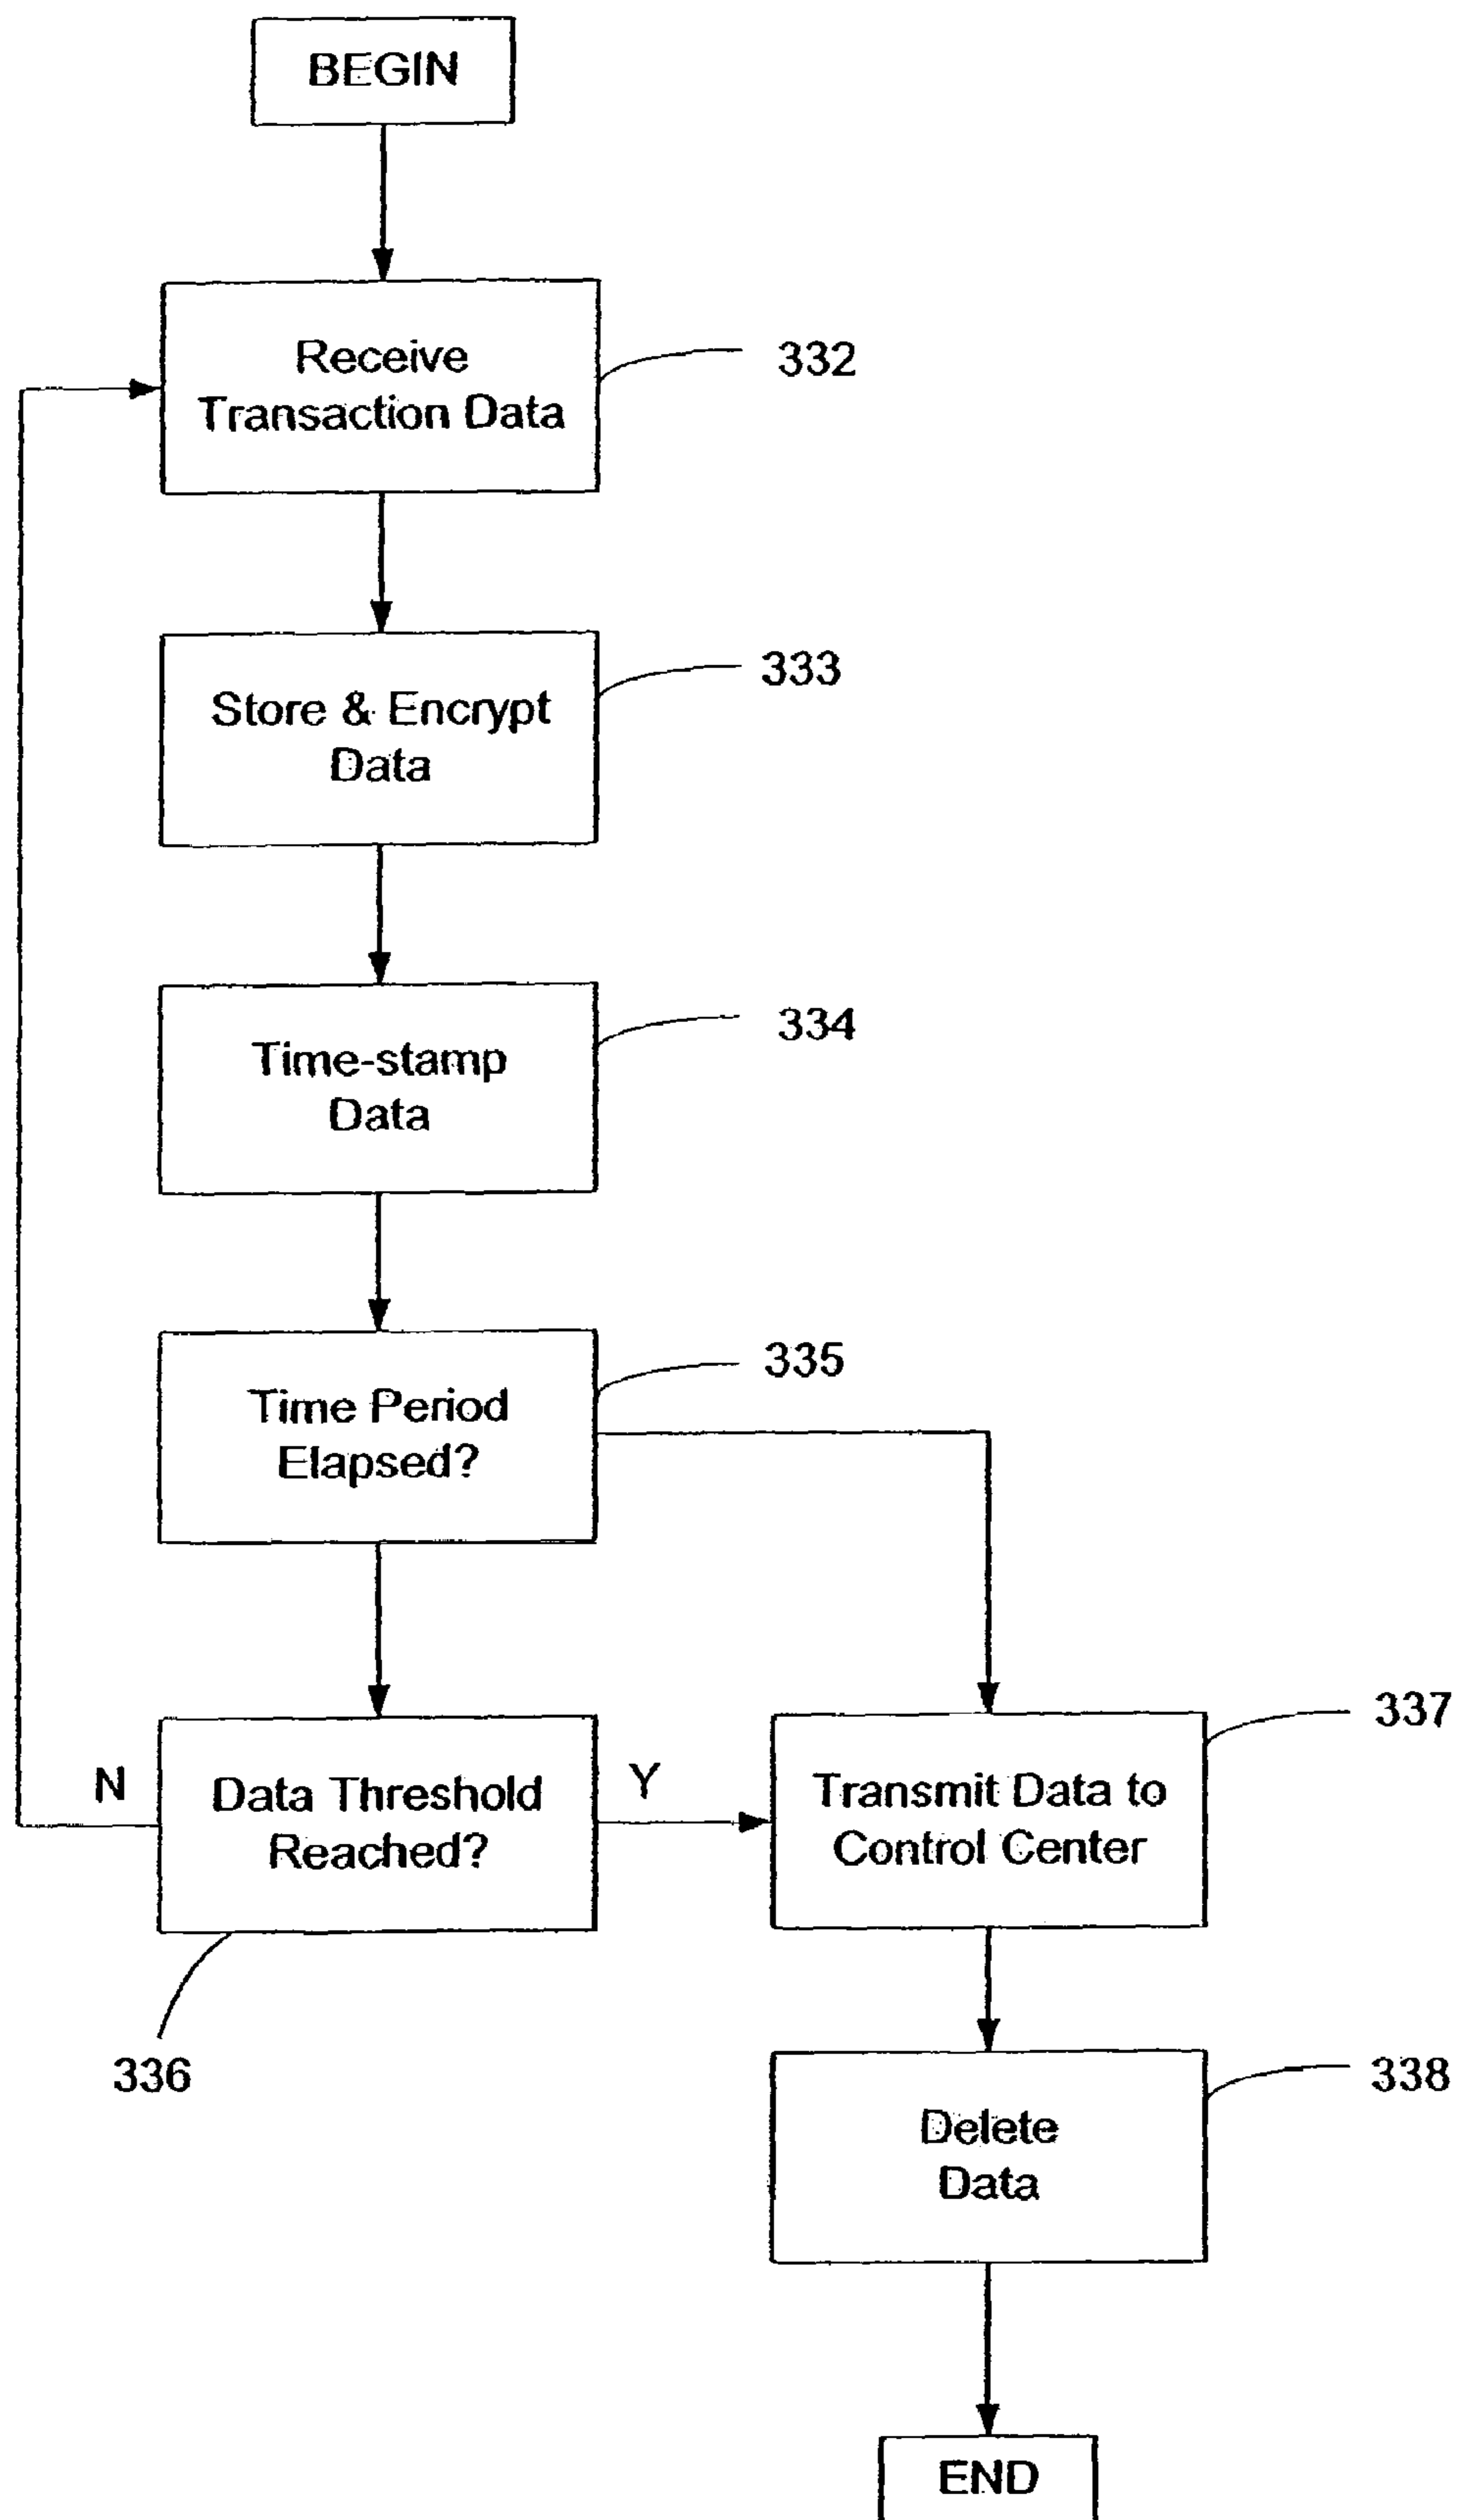 BEGIN
Receive
Transaction Data
332
Store & Encrypt
Data
333
Time-stamp
Data
334
Time Period
Elapsed?
335
N
Data Threshold
Reached?
Y
336
Transmit Data to
Control Center
337
Delete
Data
338
END